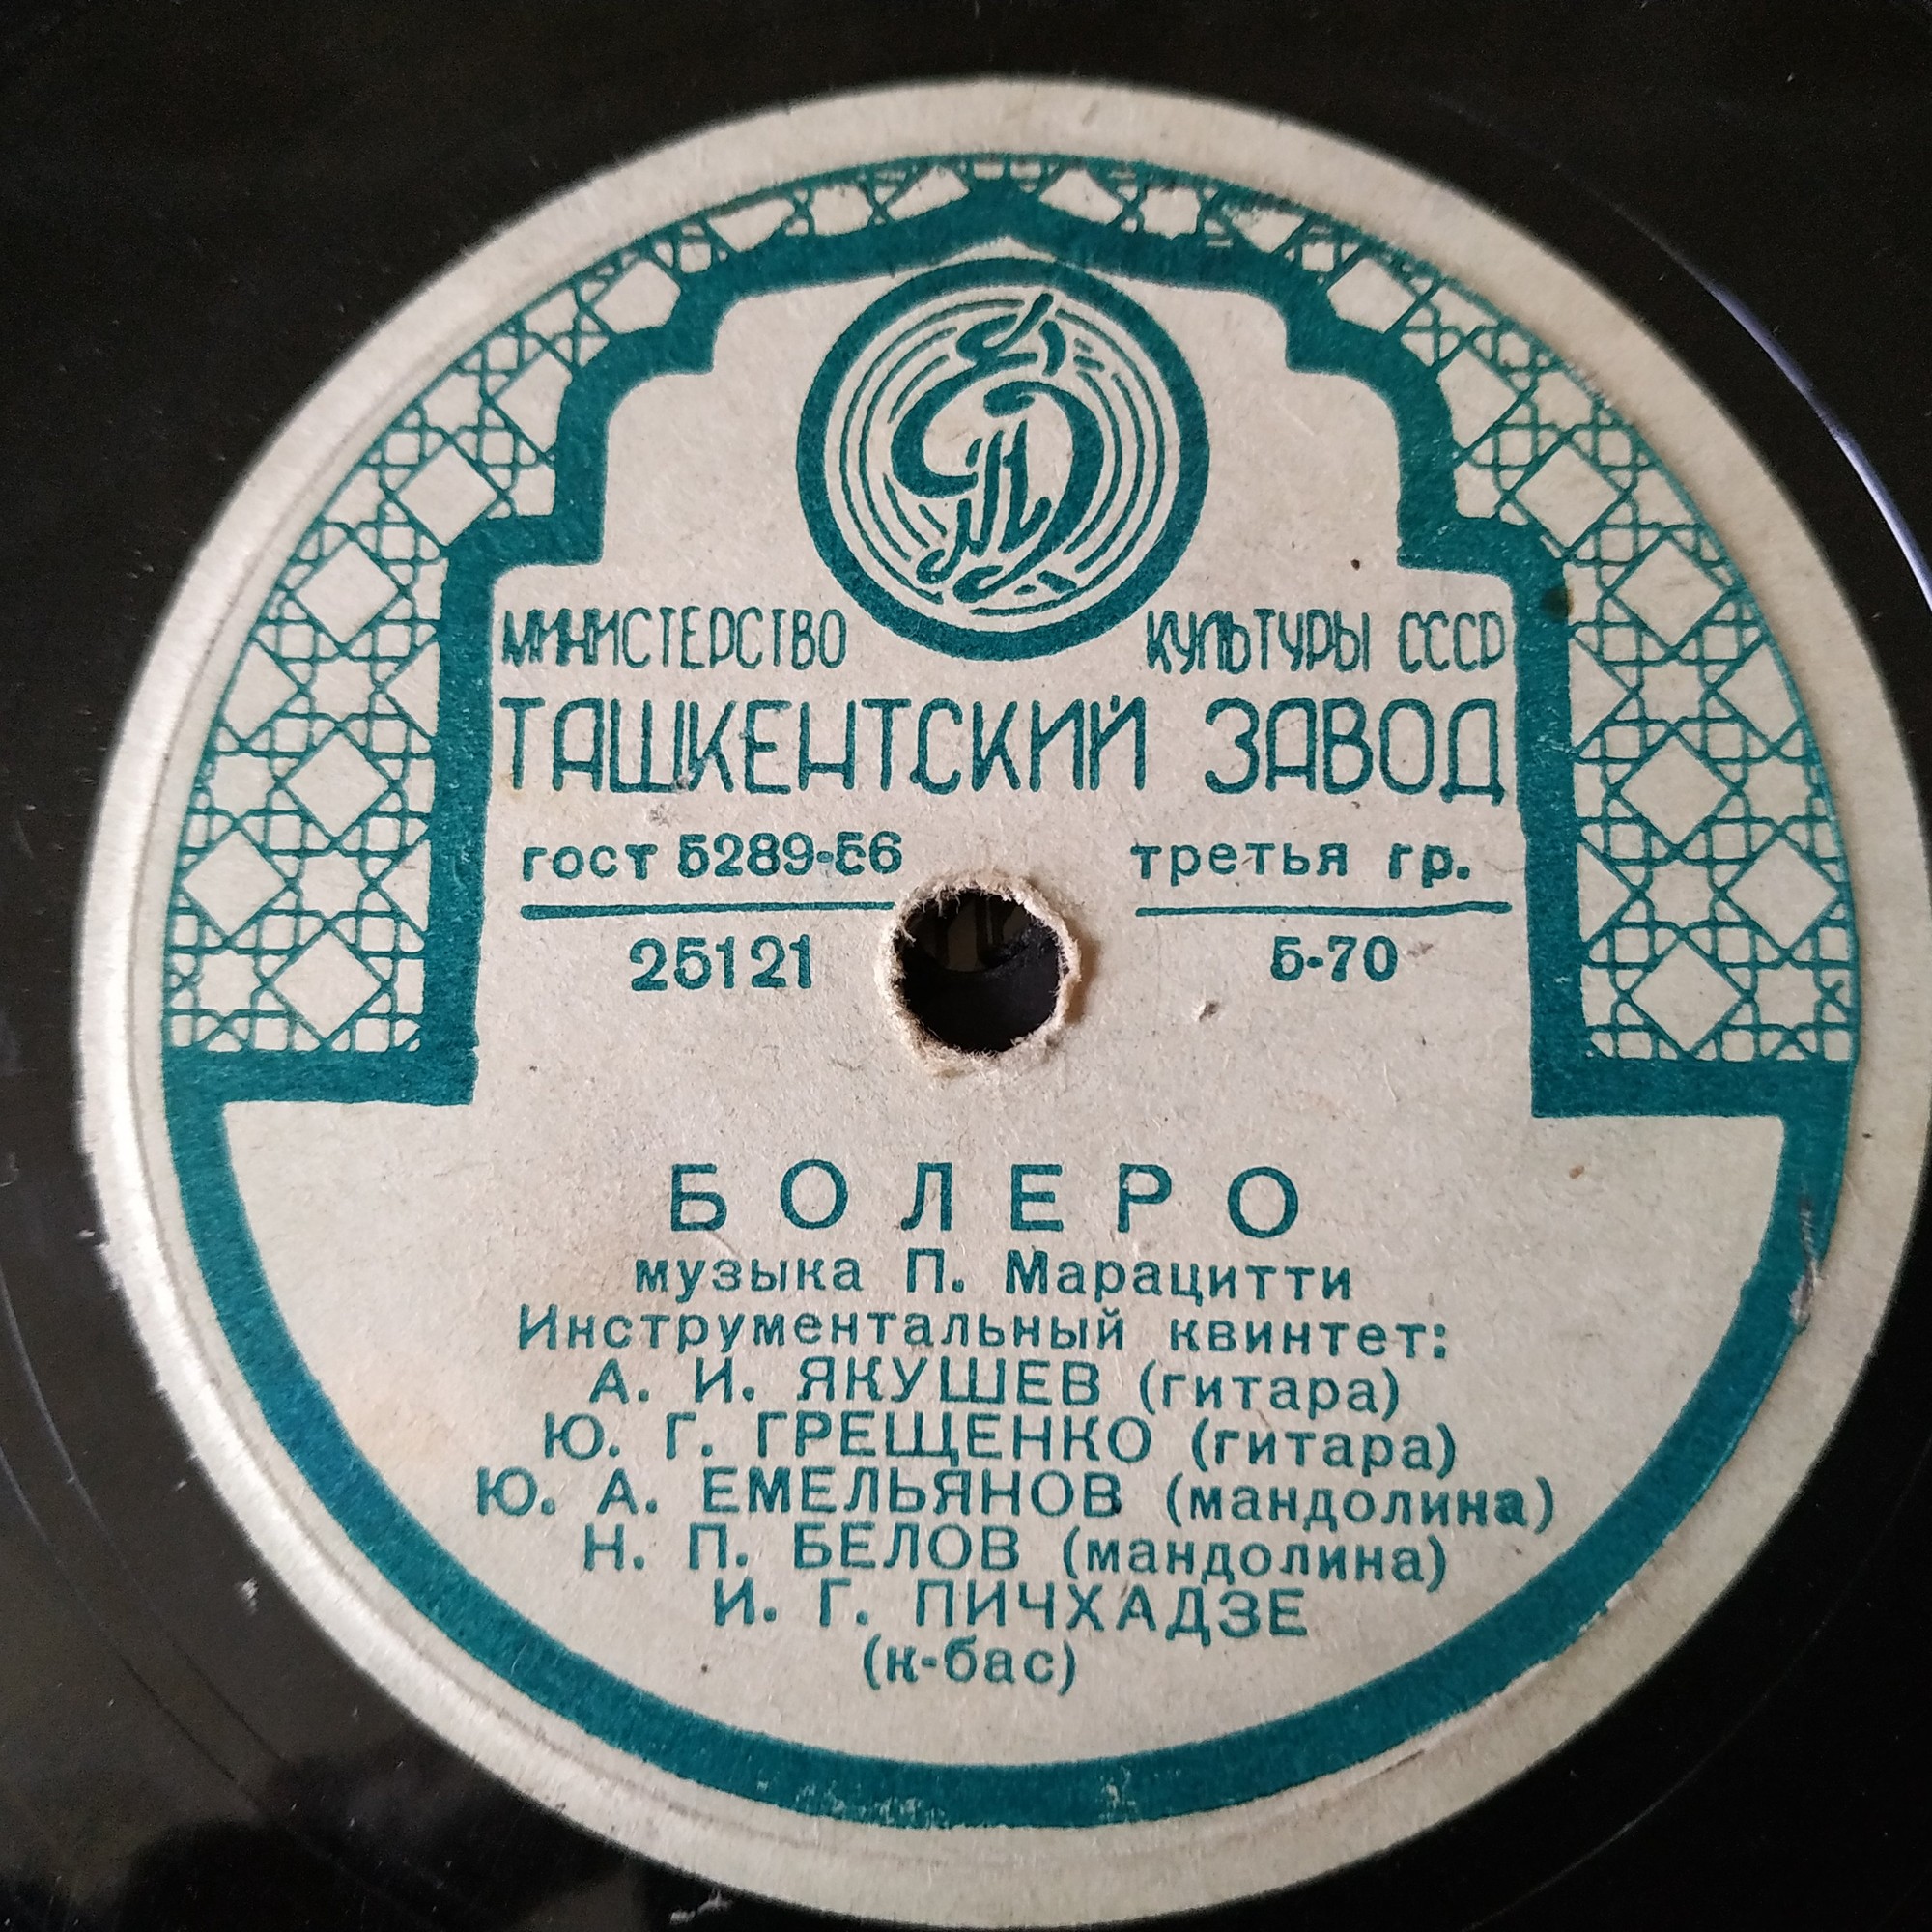 МИНИСТЕРСТВО КУЛЬТУРЫ СССР
ТАШКЕНТСКИЙ ЗАВОД
гост 5289-56 третья гр.
25121 5-70
БОЛЕРО
музыка П. Марацитти
Инструментальный квинтет:
А. И. ЯКУШЕВ (гитара)
Ю. Г. ГРЕЩЕНКО (гитара)
Ю. А. ЕМЕЛЬЯНОВ (мандолина)
Н. П. БЕЛОВ (мандолина)
И. Г. ПИЧХАДЗЕ
(к-бас)